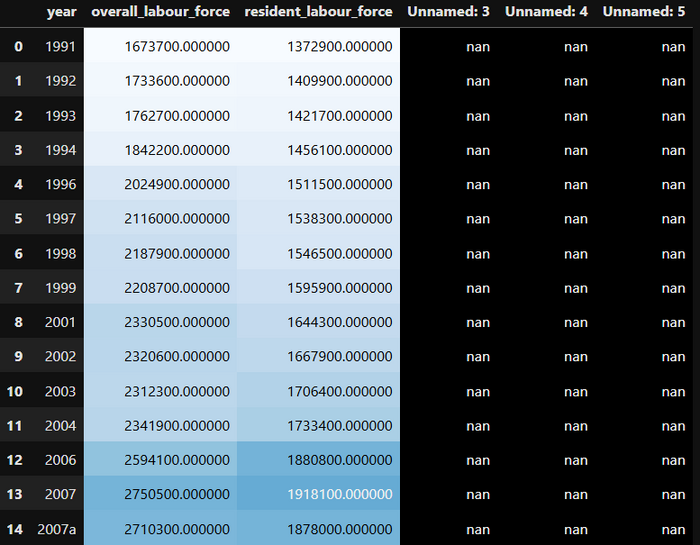 year overall_labour_force resident_labour_force Unnamed: 3 Unnamed: 4 Unnamed: 5
0 1991 1673700.000000 1372900.000000 nan nan nan
1 1992 1733600.000000 1409900.000000 nan nan nan
2 1993 1762700.000000 1421700.000000 nan nan nan
3 1994 1842200.000000 1456100.000000 nan nan nan
4 1996 2024900.000000 1511500.000000 nan nan nan
5 1997 2116000.000000 1538300.000000 nan nan nan
6 1998 2187900.000000 1546500.000000 nan nan nan
7 1999 2208700.000000 1595900.000000 nan nan nan
8 2001 2330500.000000 1644300.000000 nan nan nan
9 2002 2320600.000000 1667900.000000 nan nan nan
10 2003 2312300.000000 1706400.000000 nan nan nan
11 2004 2341900.000000 1733400.000000 nan nan nan
12 2006 2594100.000000 1880800.000000 nan nan nan
13 2007 2750500.000000 1918100.000000 nan nan nan
14 2007a 2710300.000000 1878000.000000 nan nan nan